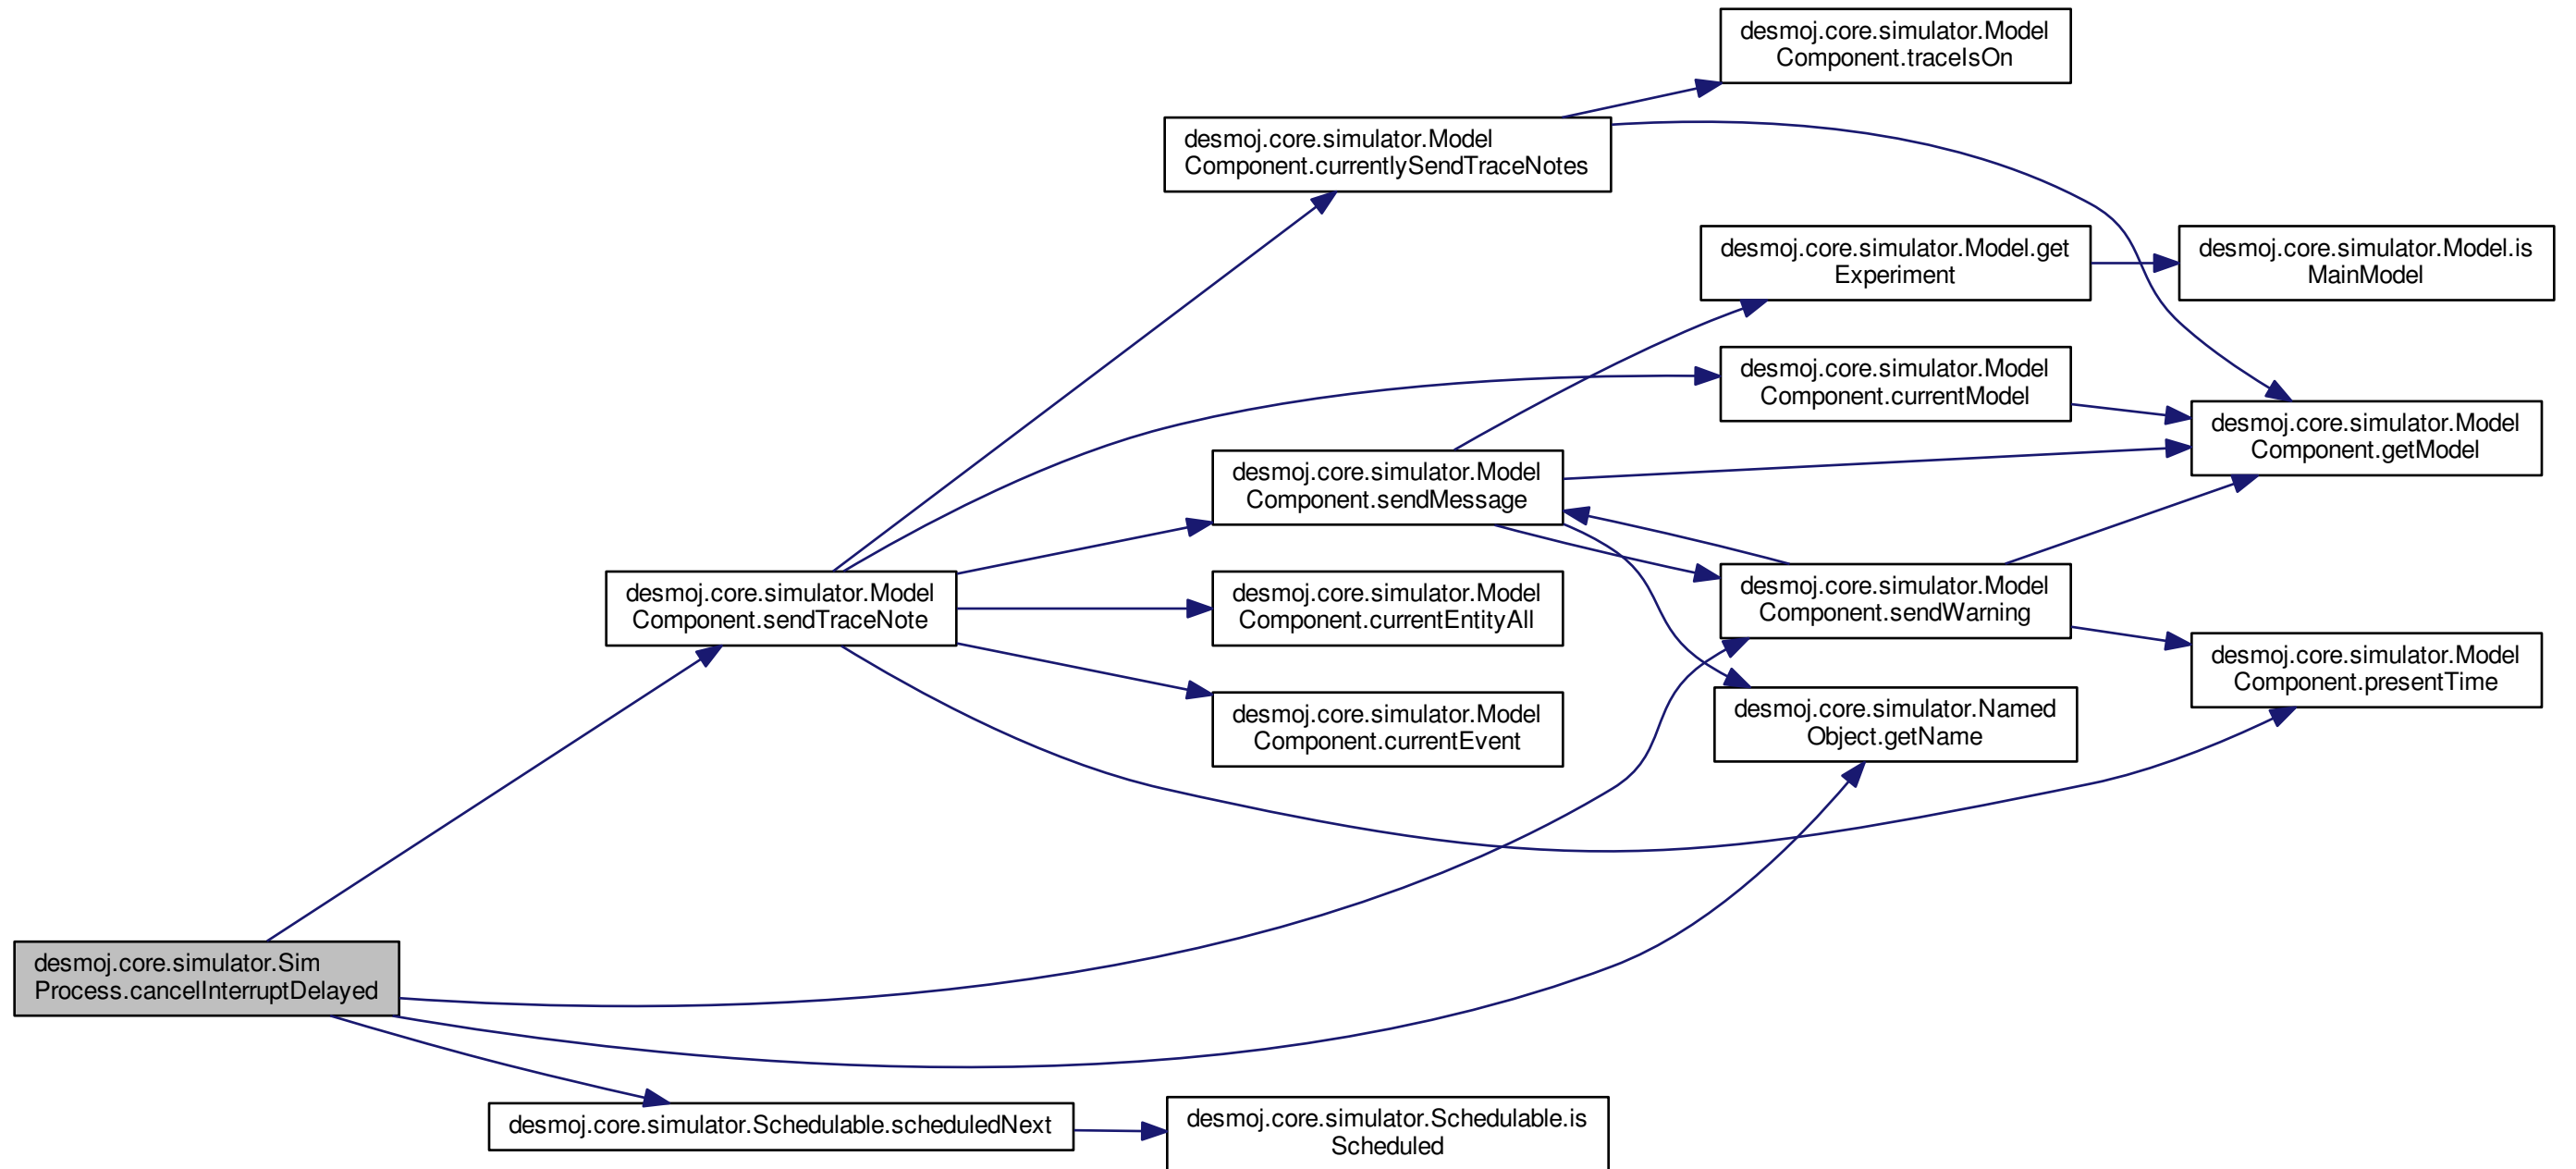 desmoj.core.simulator.Model
Component.traceIsOn
desmoj.core.simulator.Model
Component.currentlySendTraceNotes
desmoj.core.simulator.Model.get
Experiment
desmoj.core.simulator.Model.is
MainModel
desmoj.core.simulator.Model
Component.currentModel
desmoj.core.simulator.Model
Component.getModel
desmoj.core.simulator.Model
Component.sendMessage
desmoj.core.simulator.Model
Component.sendTraceNote
desmoj.core.simulator.Model
Component.currentEntityAll
desmoj.core.simulator.Model
Component.sendWarning
desmoj.core.simulator.Model
Component.presentTime
desmoj.core.simulator.Model
Component.currentEvent
desmoj.core.simulator.Named
Object.getName
desmoj.core.simulator.Sim
Process.cancelInterruptDelayed
desmoj.core.simulator.Schedulable.scheduledNext
desmoj.core.simulator.Schedulable.is
Scheduled